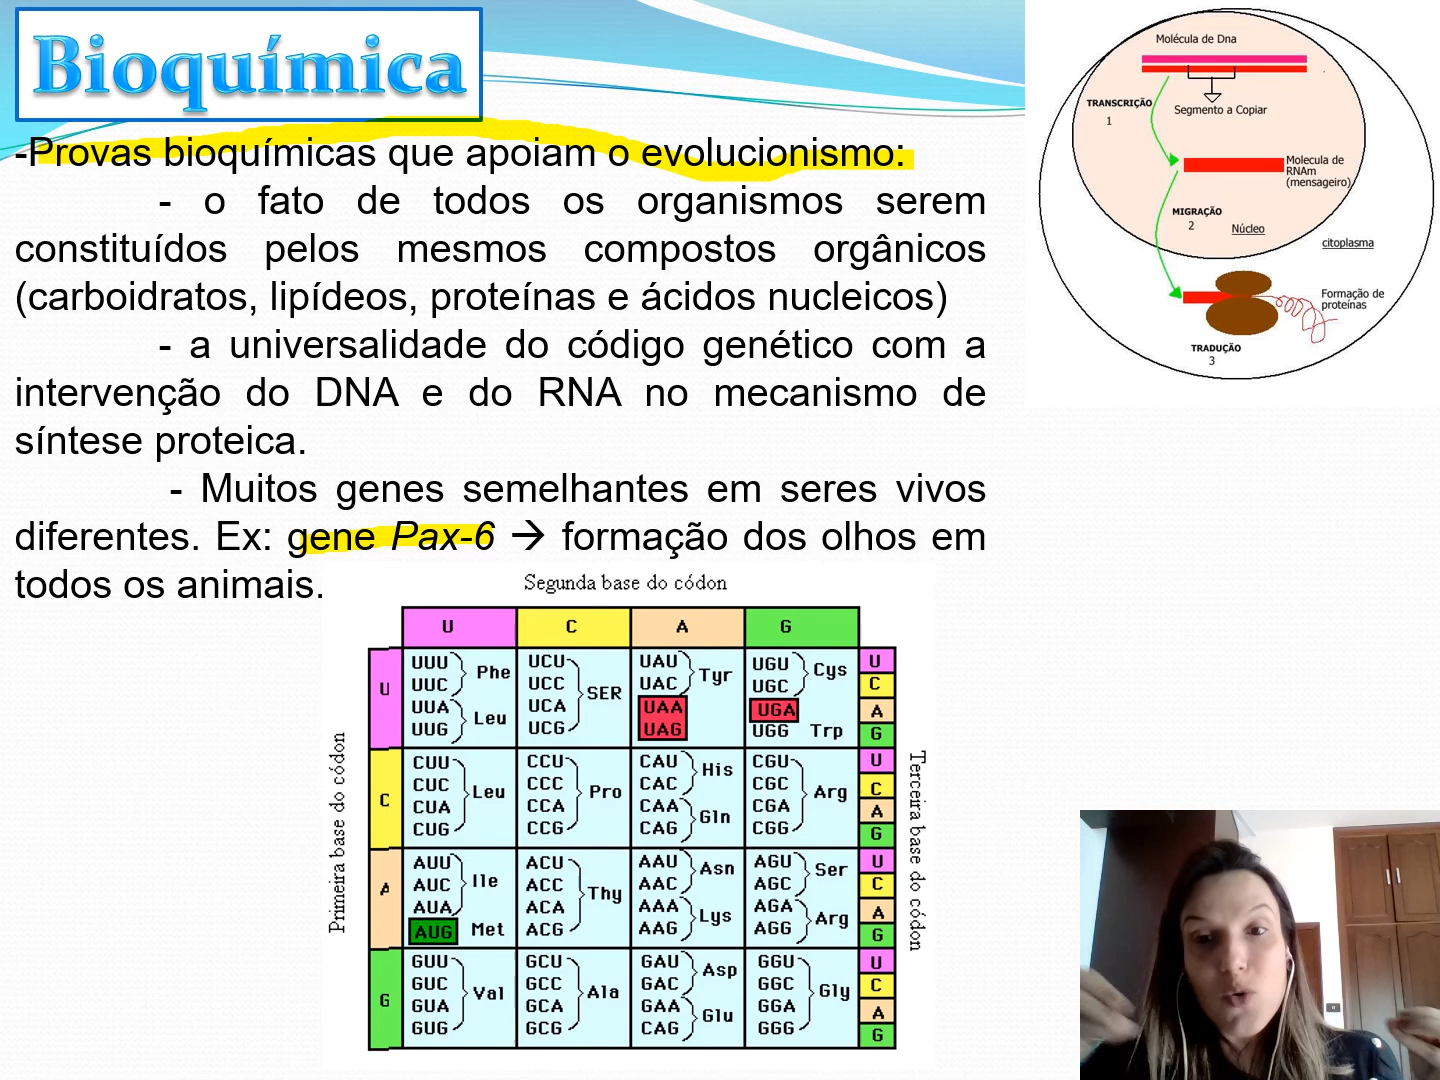 Bioquímica
-Provas bioquímicas que apoiam o evolucionismo:
- o fato de todos os organismos serem
constituídos pelos mesmos compostos orgânicos
(carboidratos, lipídeos, proteínas e ácidos nucleicos)
- a universalidade do código genético com a
intervenção do DNA e do RNA no mecanismo de
síntese proteica.
- Muitos genes semelhantes em seres vivos
diferentes. Ex: gene Pax-6 → formação dos olhos em
todos os animais.
Molécula de Dna
TRANSCRIÇÃO
1
Segmento a Copiar
Molecula de
RNAm
(mensageiro)
MIGRAÇÃO
2
Núcleo
citoplasma
Formação de
proteínas
TRADUÇÃO
3
Segunda base do códon
U C A G
Primeira base do códon
Terceira base do códon
U
UUU UCU UAU UGU U
UUC Phe UCC UAC Tyr UGC Cys C
UUA UCA SER UAA UGA A
UUG Leu UCG UAG UGG Trp G
C
CUU CCU CAU CGU U
CUC Leu CCC Pro CAC His CGC Arg C
CUA CCA CAA CGA A
CUG CCG CAG Gln CGG G
A
AUU ACU AAU AGU U
AUC Ile ACC Thy AAC Asn AGC Ser C
AUA ACA AAA AGA A
AUG Met ACG AAG Lys AGG Arg G
G
GUU GCU GAU GGU U
GUC Val GCC Ala GAC Asp GGC Gly C
GUA GCA GAA GGA A
GUG GCG CAG Glu GGG G